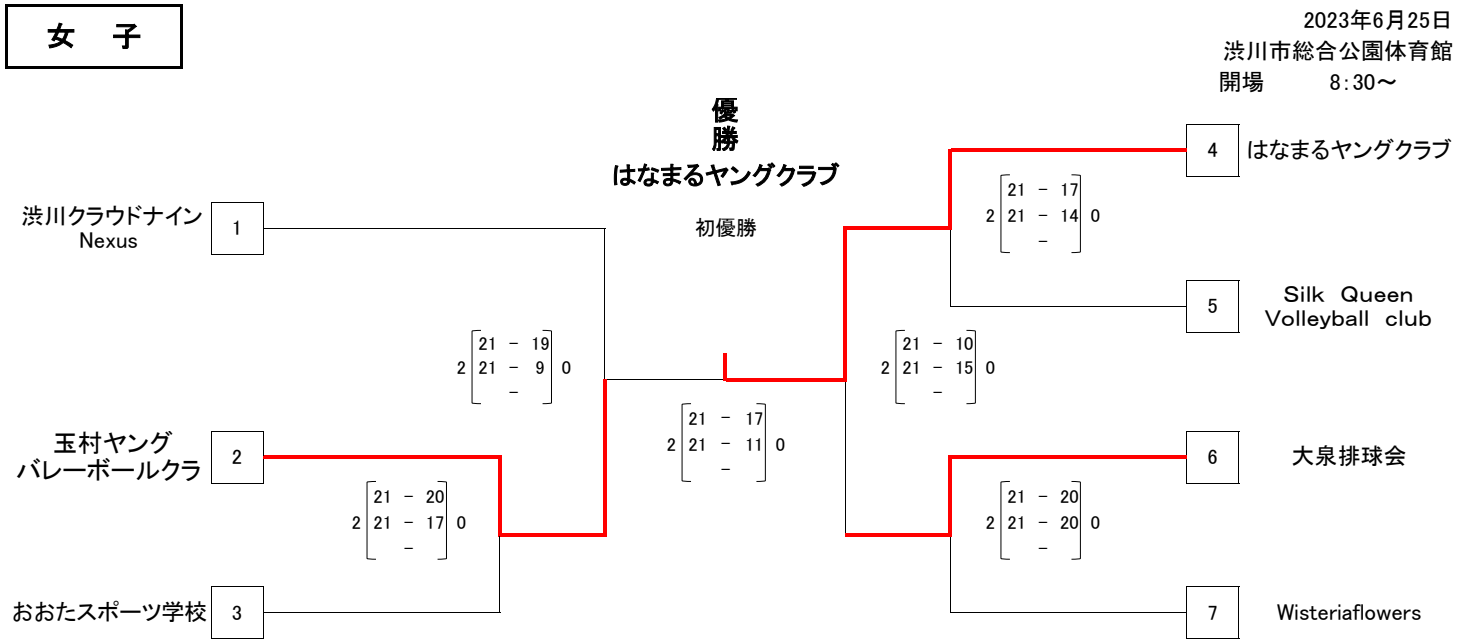 女　子
2023年6月25日
渋川市総合公園体育館
開場　　8:30～
優
勝
はなまるヤングクラブ
初優勝
渋川クラウドナイン
Nexus
1
玉村ヤング
バレーボールクラ
2
おおたスポーツ学校
3
4
はなまるヤングクラブ
5
Silk Queen
Volleyball club
6
大泉排球会
7
Wisteriaflowers
21 - 19
2 21 - 9 0
-
21 - 20
2 21 - 17 0
-
21 - 17
2 21 - 11 0
-
21 - 17
2 21 - 14 0
-
21 - 10
2 21 - 15 0
-
21 - 20
2 21 - 20 0
-